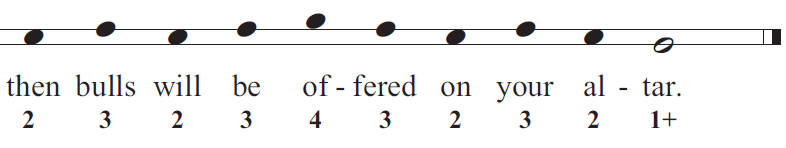 then bulls will be of - fered on your al - tar.
2 3 2 3 4 3 2 3 2 1+